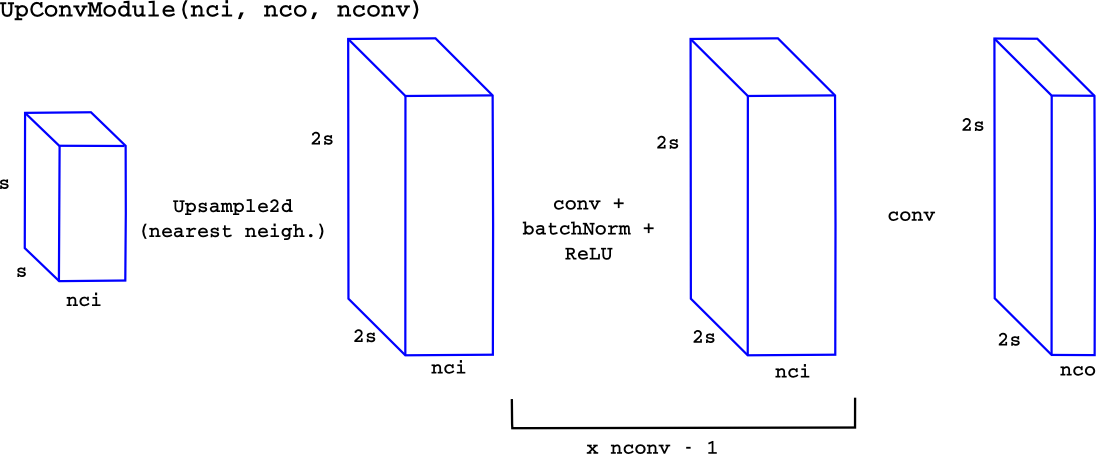 UpConvModule(nci, nco, nconv)
s
s
nci
Upsample2d
(nearest neigh.)
2s
2s
nci
conv +
batchNorm +
ReLU
2s
2s
nci
x nconv - 1
conv
2s
2s
nco